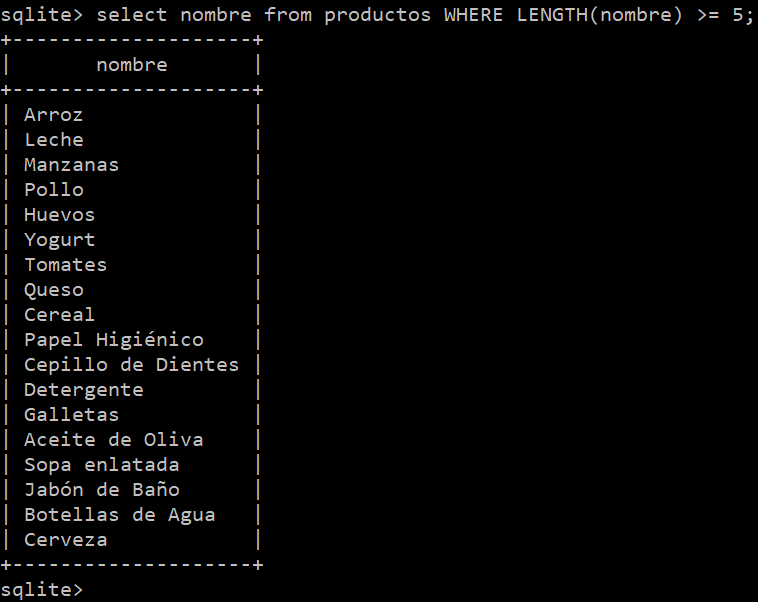 sqlite> select nombre from productos WHERE LENGTH(nombre) >= 5;
+--------------------+
|       nombre       |
+--------------------+
| Arroz              |
| Leche              |
| Manzanas           |
| Pollo              |
| Huevos             |
| Yogurt             |
| Tomates            |
| Queso              |
| Cereal             |
| Papel Higiénico    |
| Cepillo de Dientes |
| Detergente         |
| Galletas           |
| Aceite de Oliva    |
| Sopa enlatada      |
| Jabón de Baño      |
| Botellas de Agua   |
| Cerveza            |
+--------------------+
sqlite>